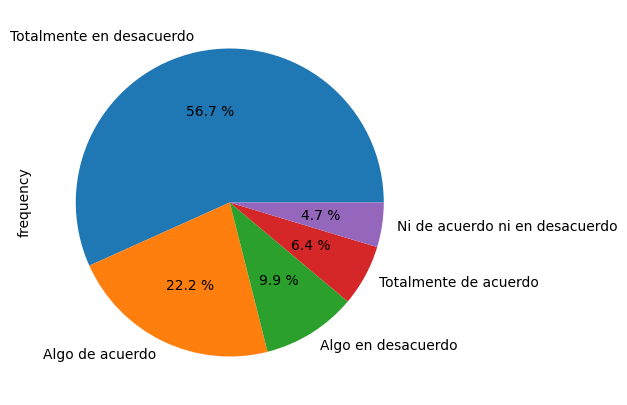 Totalmente en desacuerdo
56.7 %
frequency
4.7 %
Ni de acuerdo ni en desacuerdo
6.4 %
Totalmente de acuerdo
9.9 %
22.2 %
Algo en desacuerdo
Algo de acuerdo